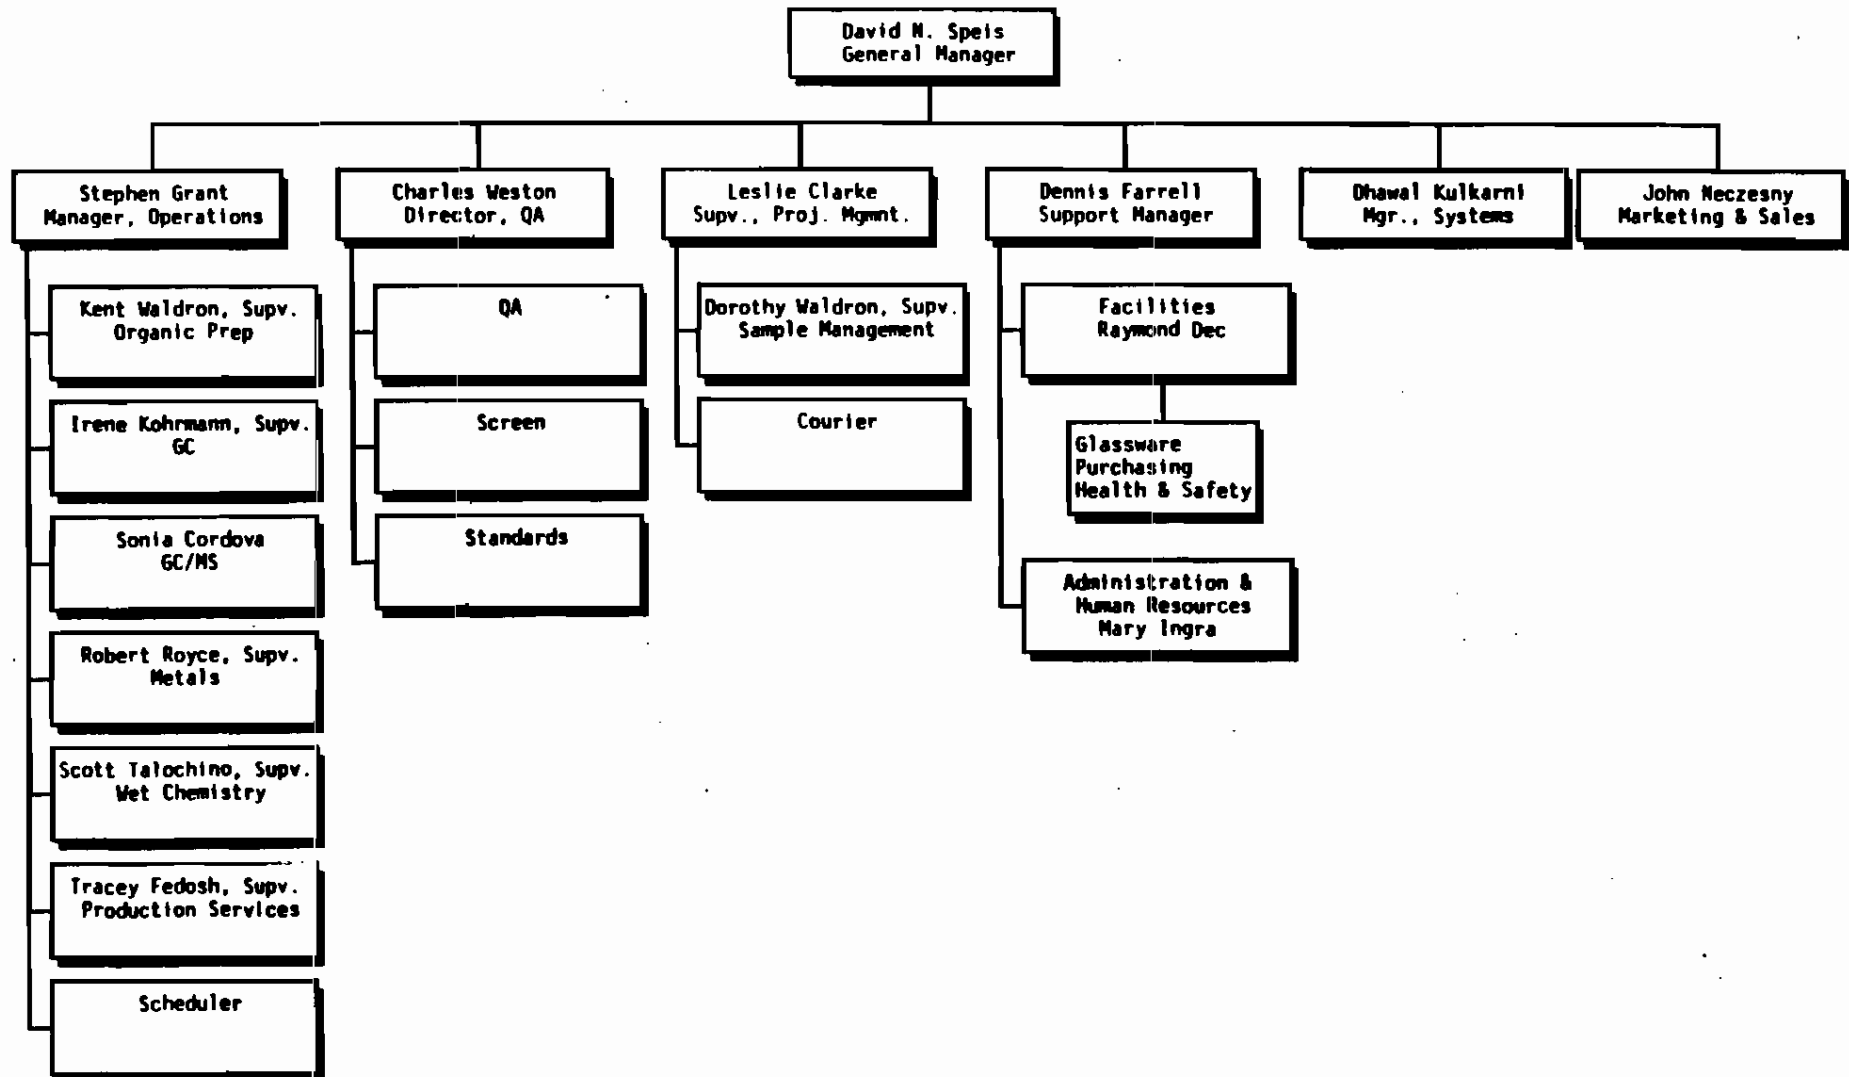 David N. Speis
General Manager
Stephen Grant
Manager, Operations
Charles Weston
Director, QA
Leslie Clarke
Supv., Proj. Mgmnt.
Dennis Farrell
Support Manager
Dhawal Kulkarni
Mgr., Systems
John Neczesny
Marketing & Sales
Kent Waldron, Supv.
Organic Prep
Irene Kohrmann, Supv.
GC
Sonia Cordova
GC/MS
Robert Royce, Supv.
Metals
Scott Talochino, Supv.
Wet Chemistry
Tracey Fedosh, Supv.
Production Services
Scheduler
QA
Screen
Standards
Dorothy Waldron, Supv.
Sample Management
Courier
Facilities
Raymond Dec
Glassware
Purchasing
Health & Safety
Administration &
Human Resources
Mary Ingra